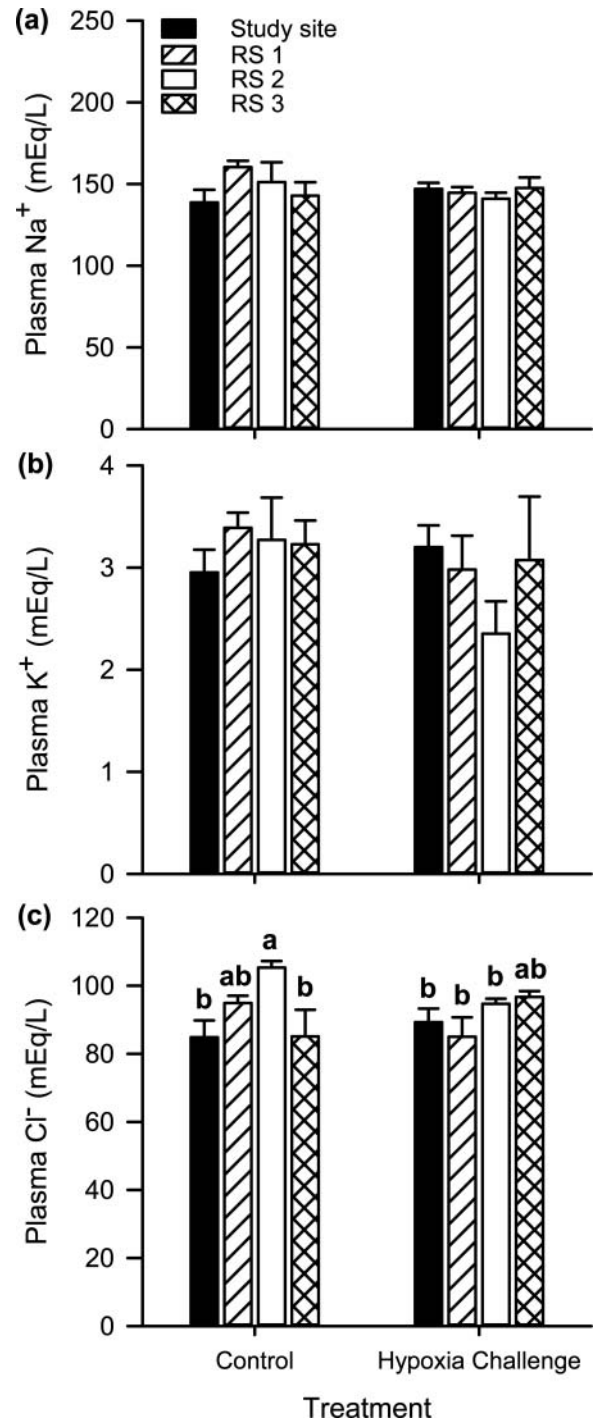 (a)
Study site
RS 1
RS 2
RS 3
Plasma Na+ (mEq/L)
250
200
150
100
50
0
(b)
Plasma K+ (mEq/L)
4
3
2
1
0
(c)
Plasma Cl- (mEq/L)
120
100
80
60
40
20
0
b
ab
a
b
b
b
b
ab
Control
Hypoxia Challenge
Treatment